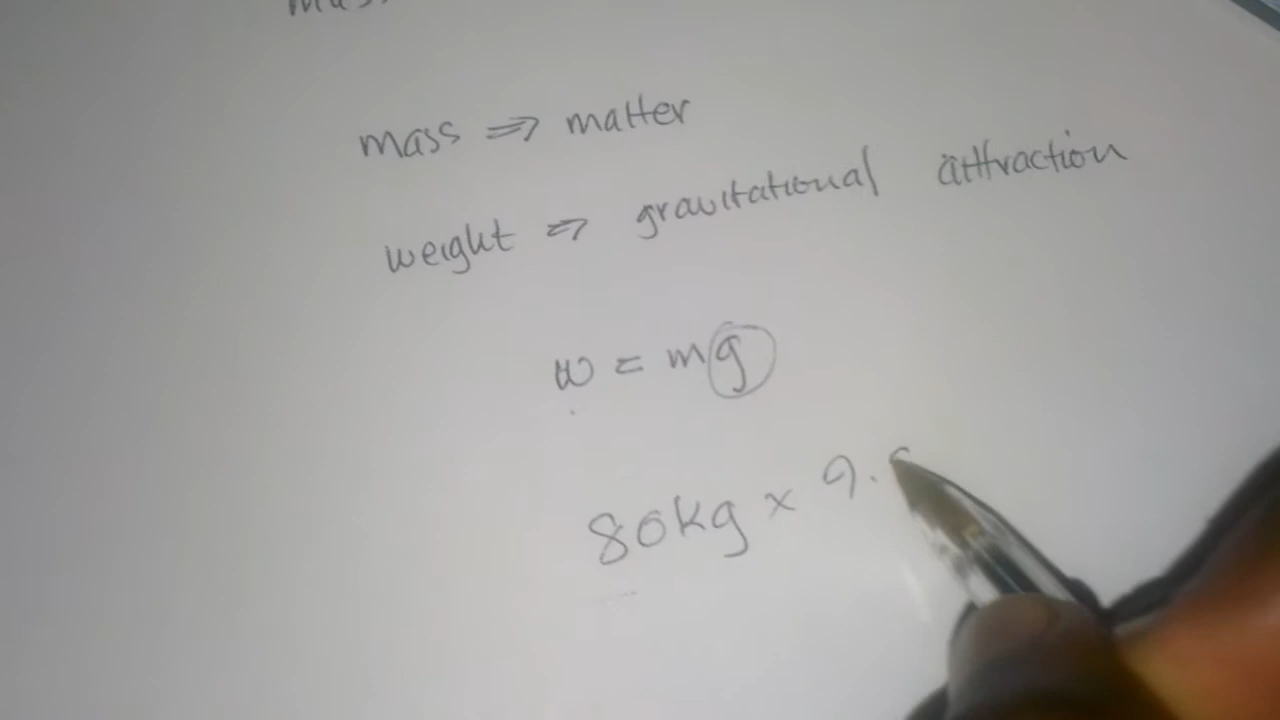 mass ⇒ matter
weight ⇒ gravitational attraction
w = mg
80kg × 9.